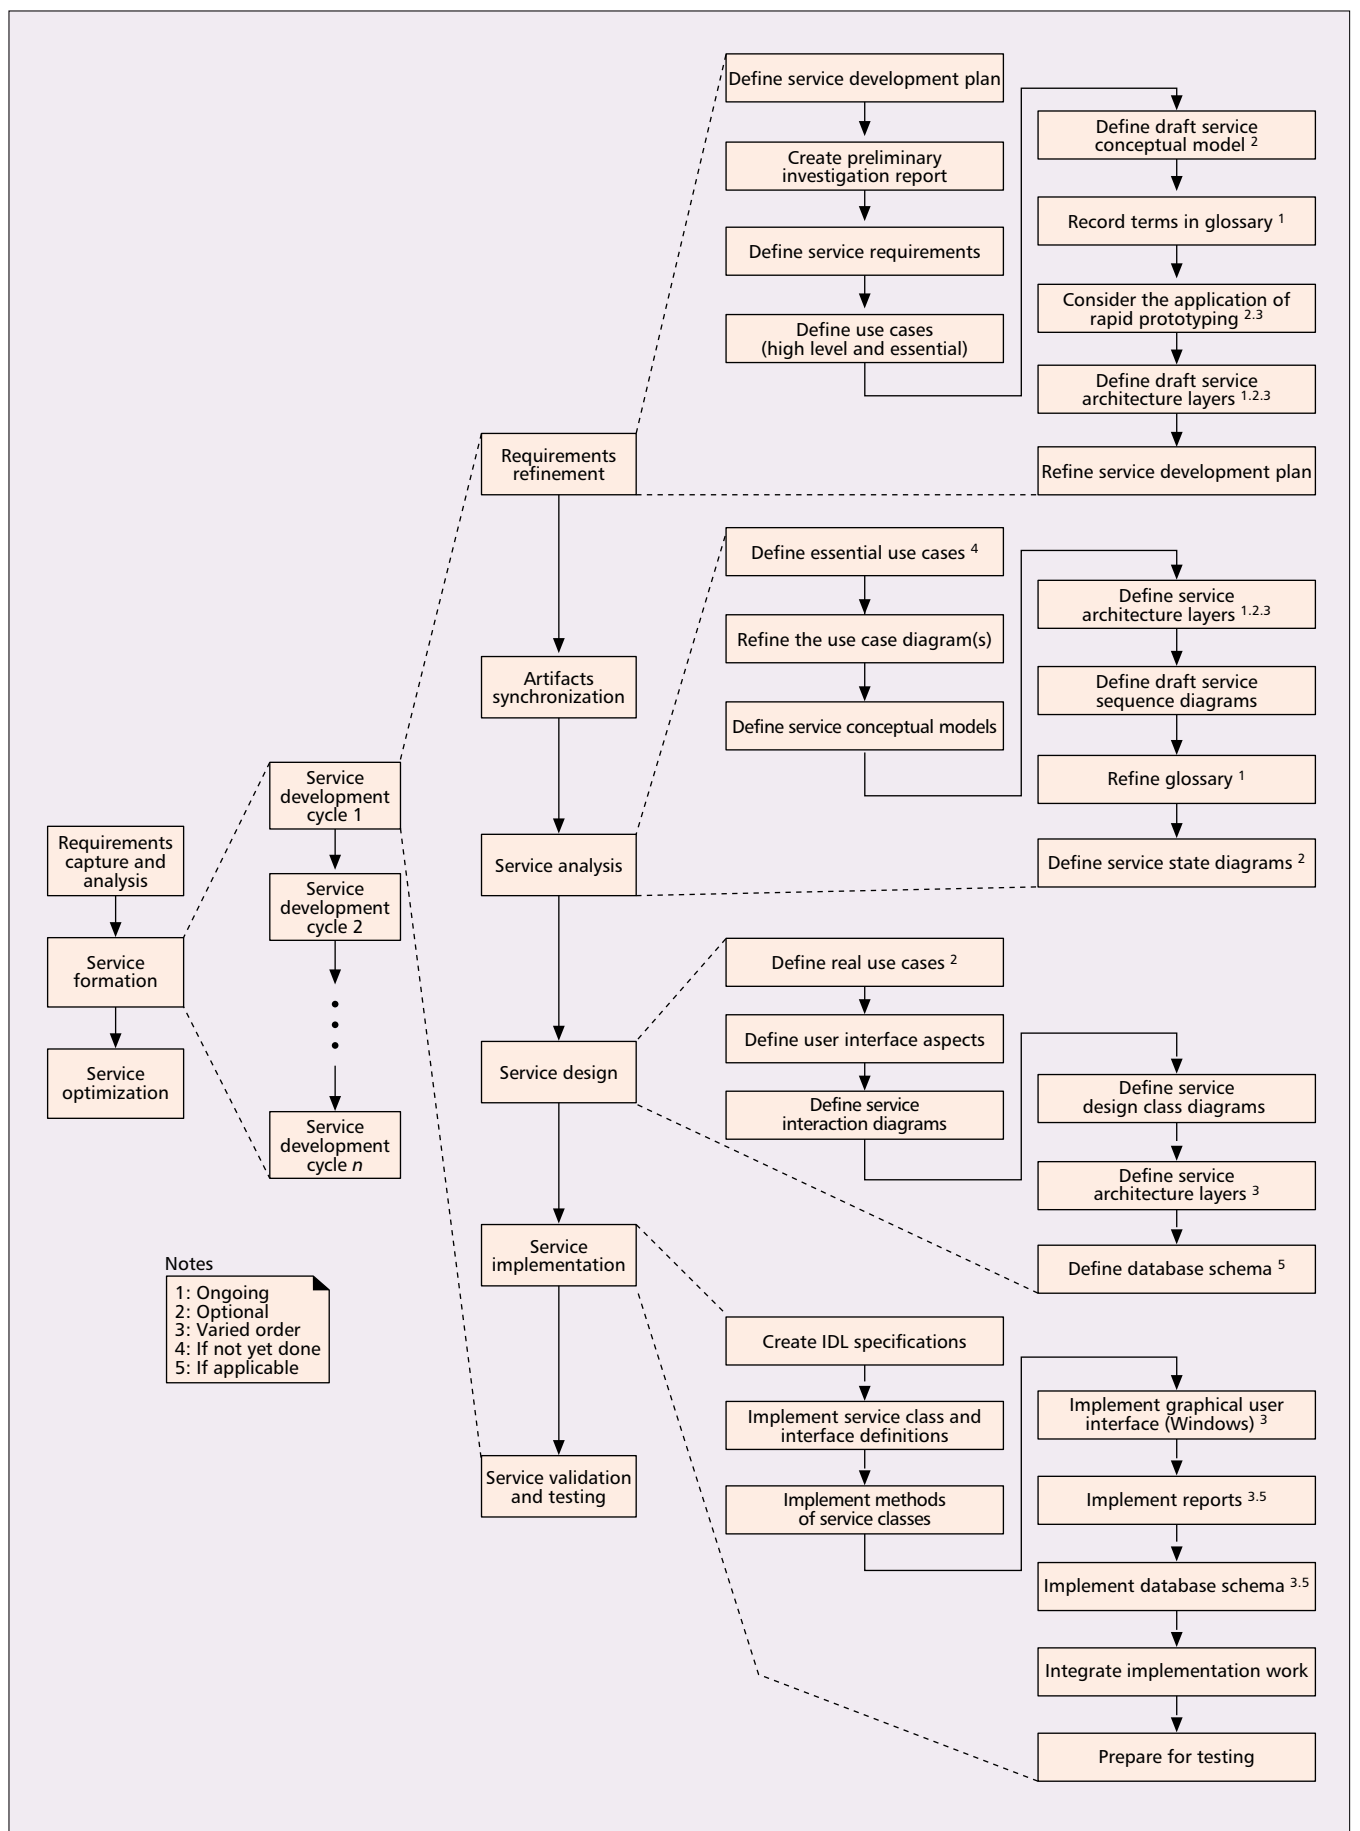 Requirements
capture and
analysis
Service
formation
Service
optimization
Service
development
cycle 1
Service
development
cycle 2
Service
development
cycle n
Notes
1: Ongoing
2: Optional
3: Varied order
4: If not yet done
5: If applicable
Requirements
refinement
Artifacts
synchronization
Service analysis
Service design
Service
implementation
Service validation
and testing
Define service development plan
Create preliminary
investigation report
Define service requirements
Define use cases
(high level and essential)
Define draft service
conceptual model 2
Record terms in glossary 1
Consider the application of
rapid prototyping 2.3
Define draft service
architecture layers 1.2.3
Refine service development plan
Define essential use cases 4
Refine the use case diagram(s)
Define service conceptual models
Define service
architecture layers 1.2.3
Define draft service
sequence diagrams
Refine glossary 1
Define service state diagrams 2
Define real use cases 2
Define user interface aspects
Define service
interaction diagrams
Define service
design class diagrams
Define service
architecture layers 3
Define database schema 5
Create IDL specifications
Implement service class and
interface definitions
Implement methods
of service classes
Implement graphical user
interface (Windows) 3
Implement reports 3.5
Implement database schema 3.5
Integrate implementation work
Prepare for testing